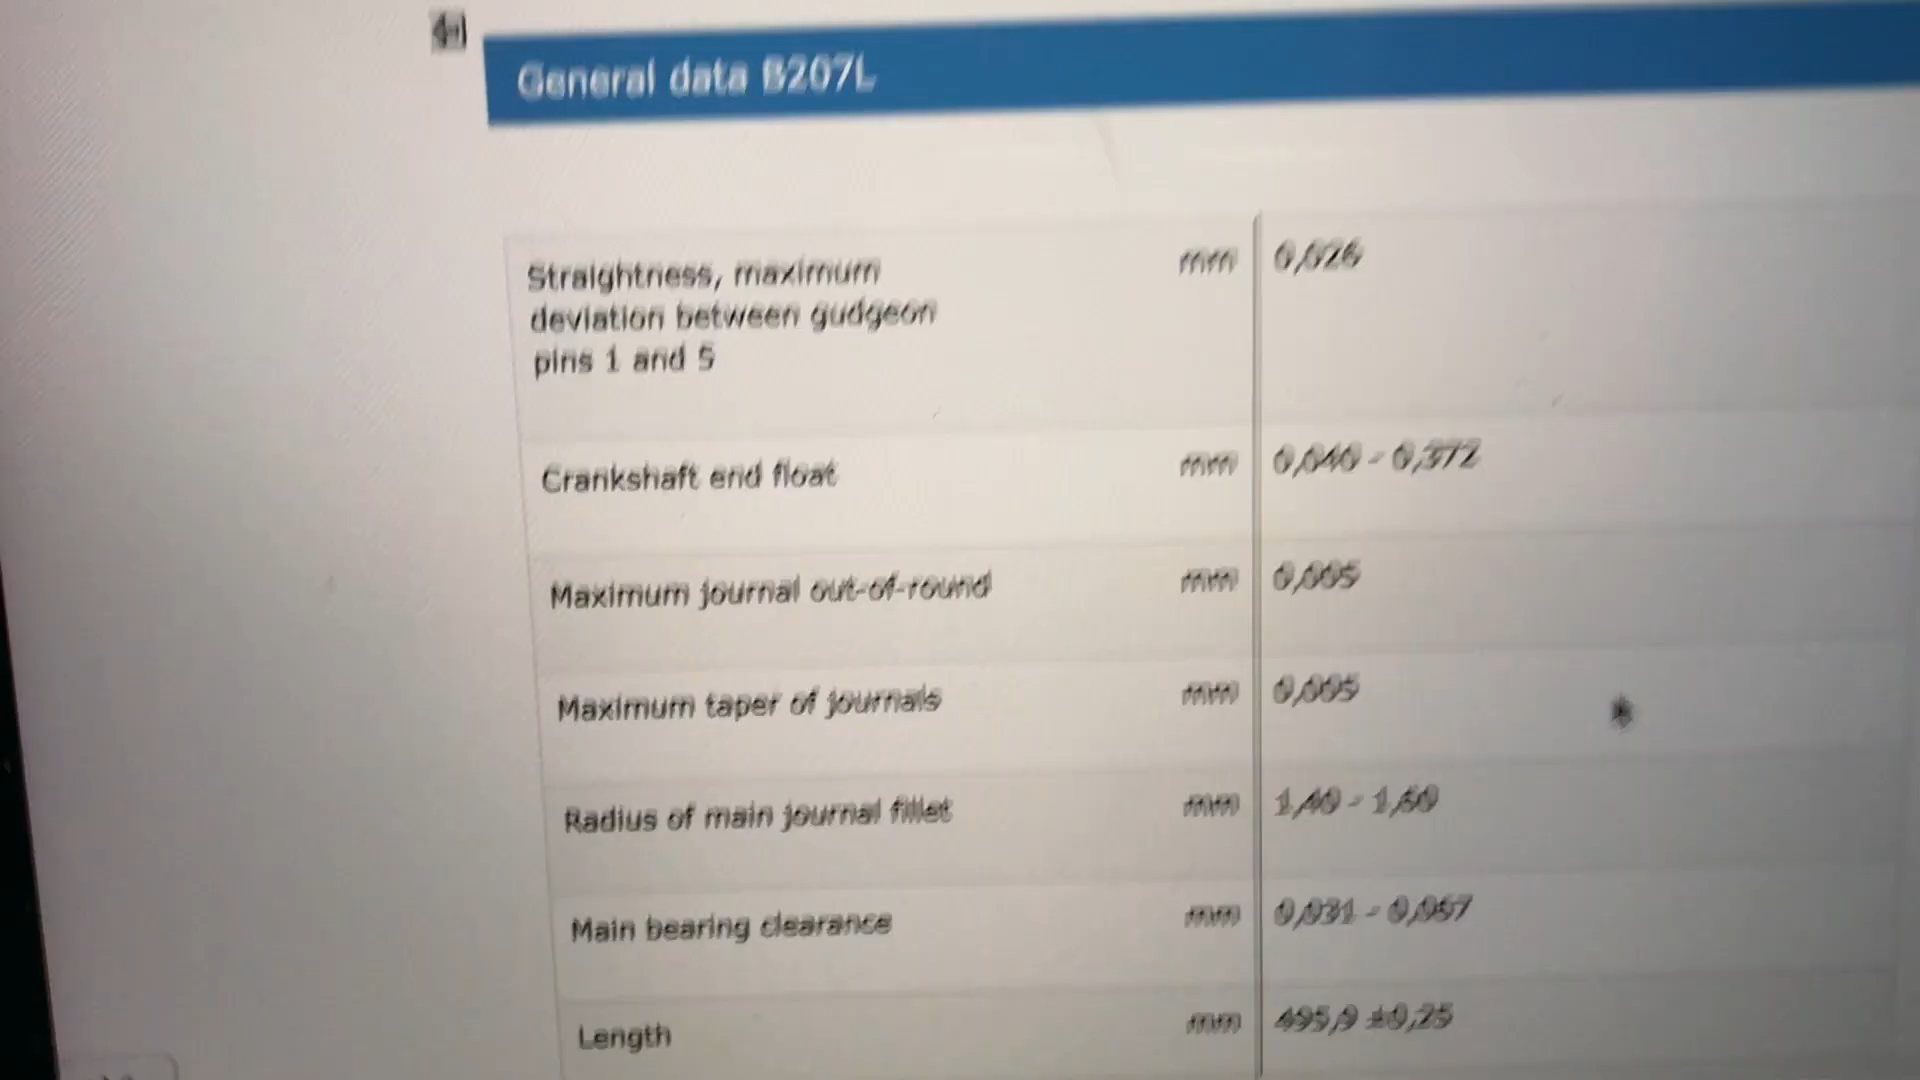 General data B207L
Straightness, maximum mm 0,026
deviation between gudgeon
pins 1 and 5
Crankshaft end float mm 0,040 - 0,372
Maximum journal out-of-round mm 0,005
Maximum taper of journals mm 0,005
Radius of main journal fillet mm 1,40 - 1,60
Main bearing clearance mm 0,031 - 0,067
Length mm 495,9 ±0,25